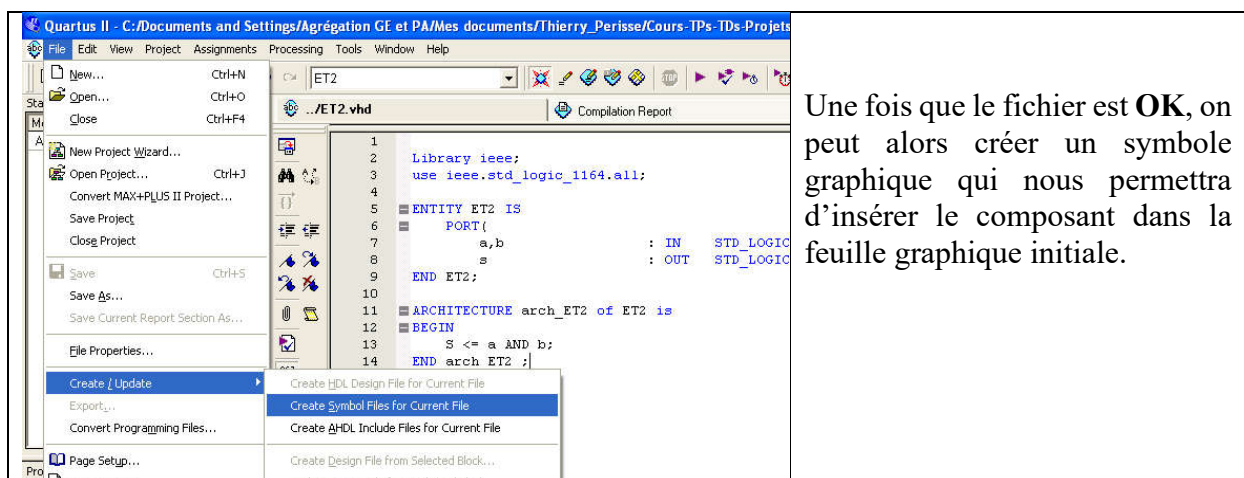 Quartus II - C:/Documents and Settings/Agrégation GE et PA/Mes documents/Thierry_Perisse/Cours-TPs-TDs-Projets
File Edit View Project Assignments Processing Tools Window Help
New... Ctrl+N
Open... Ctrl+O
Close Ctrl+F4
New Project Wizard...
Open Project... Ctrl+J
Convert MAX+PLUS II Project...
Save Project
Close Project
Save Ctrl+S
Save As...
Save Current Report Section As...
File Properties...
Create / Update
Export...
Convert Programming Files...
Page Setup...
Create HDL Design File for Current File
Create Symbol Files for Current File
Create AHDL Include Files for Current File
Create Design File from Selected Block...
ET2
STOP
.../ET2.vhd
Compilation Report
1
2 Library ieee;
3 use ieee.std_logic_1164.all;
4
5 ENTITY ET2 IS
6 PORT(
7 a,b : IN STD_LOGIC
8 s : OUT STD_LOGIC
9 END ET2;
10
11 ARCHITECTURE arch_ET2 of ET2 is
12 BEGIN
13 S <= a AND b;
14 END arch ET2 ;
Une fois que le fichier est OK, on
peut alors créer un symbole
graphique qui nous permettra
d’insérer le composant dans la
feuille graphique initiale.